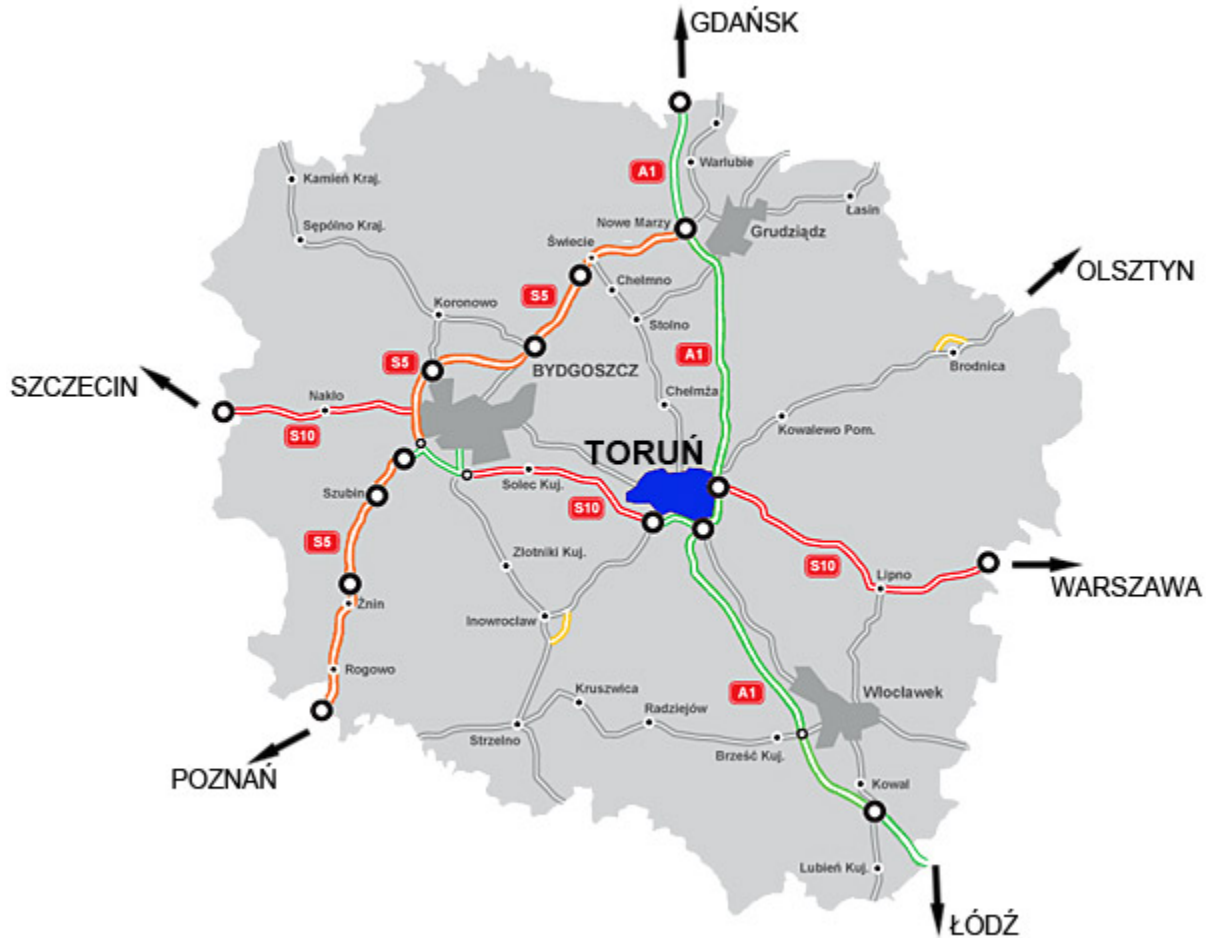 GDAŃSK
A1
Warlubie
Kamień Kraj.
Łasin
Sępólno Kraj.
Nowe Marzy
Grudziądz
Świecie
OLSZTYN
Chelmno
S5
Koronowo
Stolno
A1
S5
BYDGOSZCZ
Brodnica
SZCZECIN
Nakło
Chelmża
S10
Kowalewo Pom.
TORUŃ
Szubin
Solec Kuj.
S10
S5
Złotniki Kuj.
S10
Lipno
WARSZAWA
Żnin
Inowrocław
Rogowo
Kruszwica
A1
Włocławek
Radziejów
Strzelno
Brześć Kuj.
POZNAŃ
Kowal
Lubień Kuj.
ŁÓDŹ